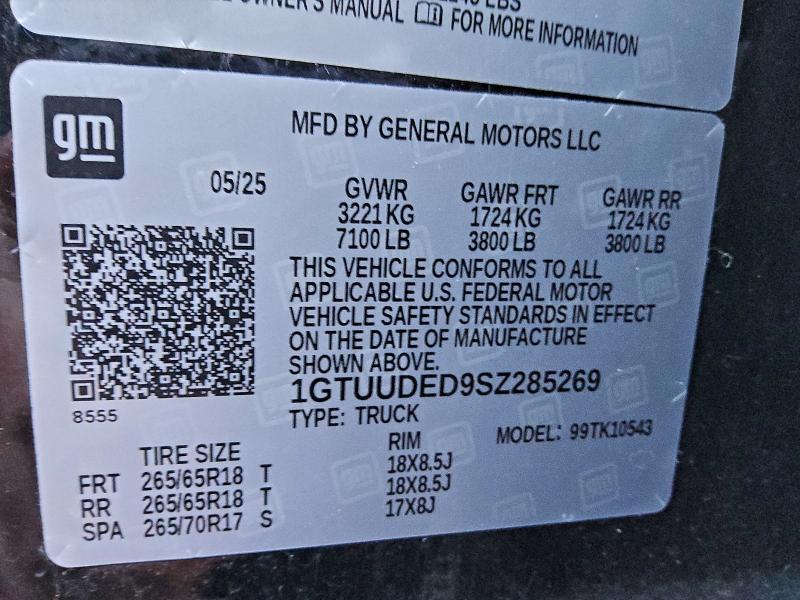 OWNER'S MANUAL FOR MORE INFORMATION
gm
MFD BY GENERAL MOTORS LLC
05/25
GVWR GAWR FRT GAWR RR
3221 KG 1724 KG 1724 KG
7100 LB 3800 LB 3800 LB
THIS VEHICLE CONFORMS TO ALL
APPLICABLE U.S. FEDERAL MOTOR
VEHICLE SAFETY STANDARDS IN EFFECT
ON THE DATE OF MANUFACTURE
SHOWN ABOVE.
1GTUUDED9SZ285269
8555
TYPE: TRUCK
MODEL: 99TK10543
TIRE SIZE RIM
FRT 265/65R18 T 18X8.5J
RR 265/65R18 T 18X8.5J
SPA 265/70R17 S 17X8J